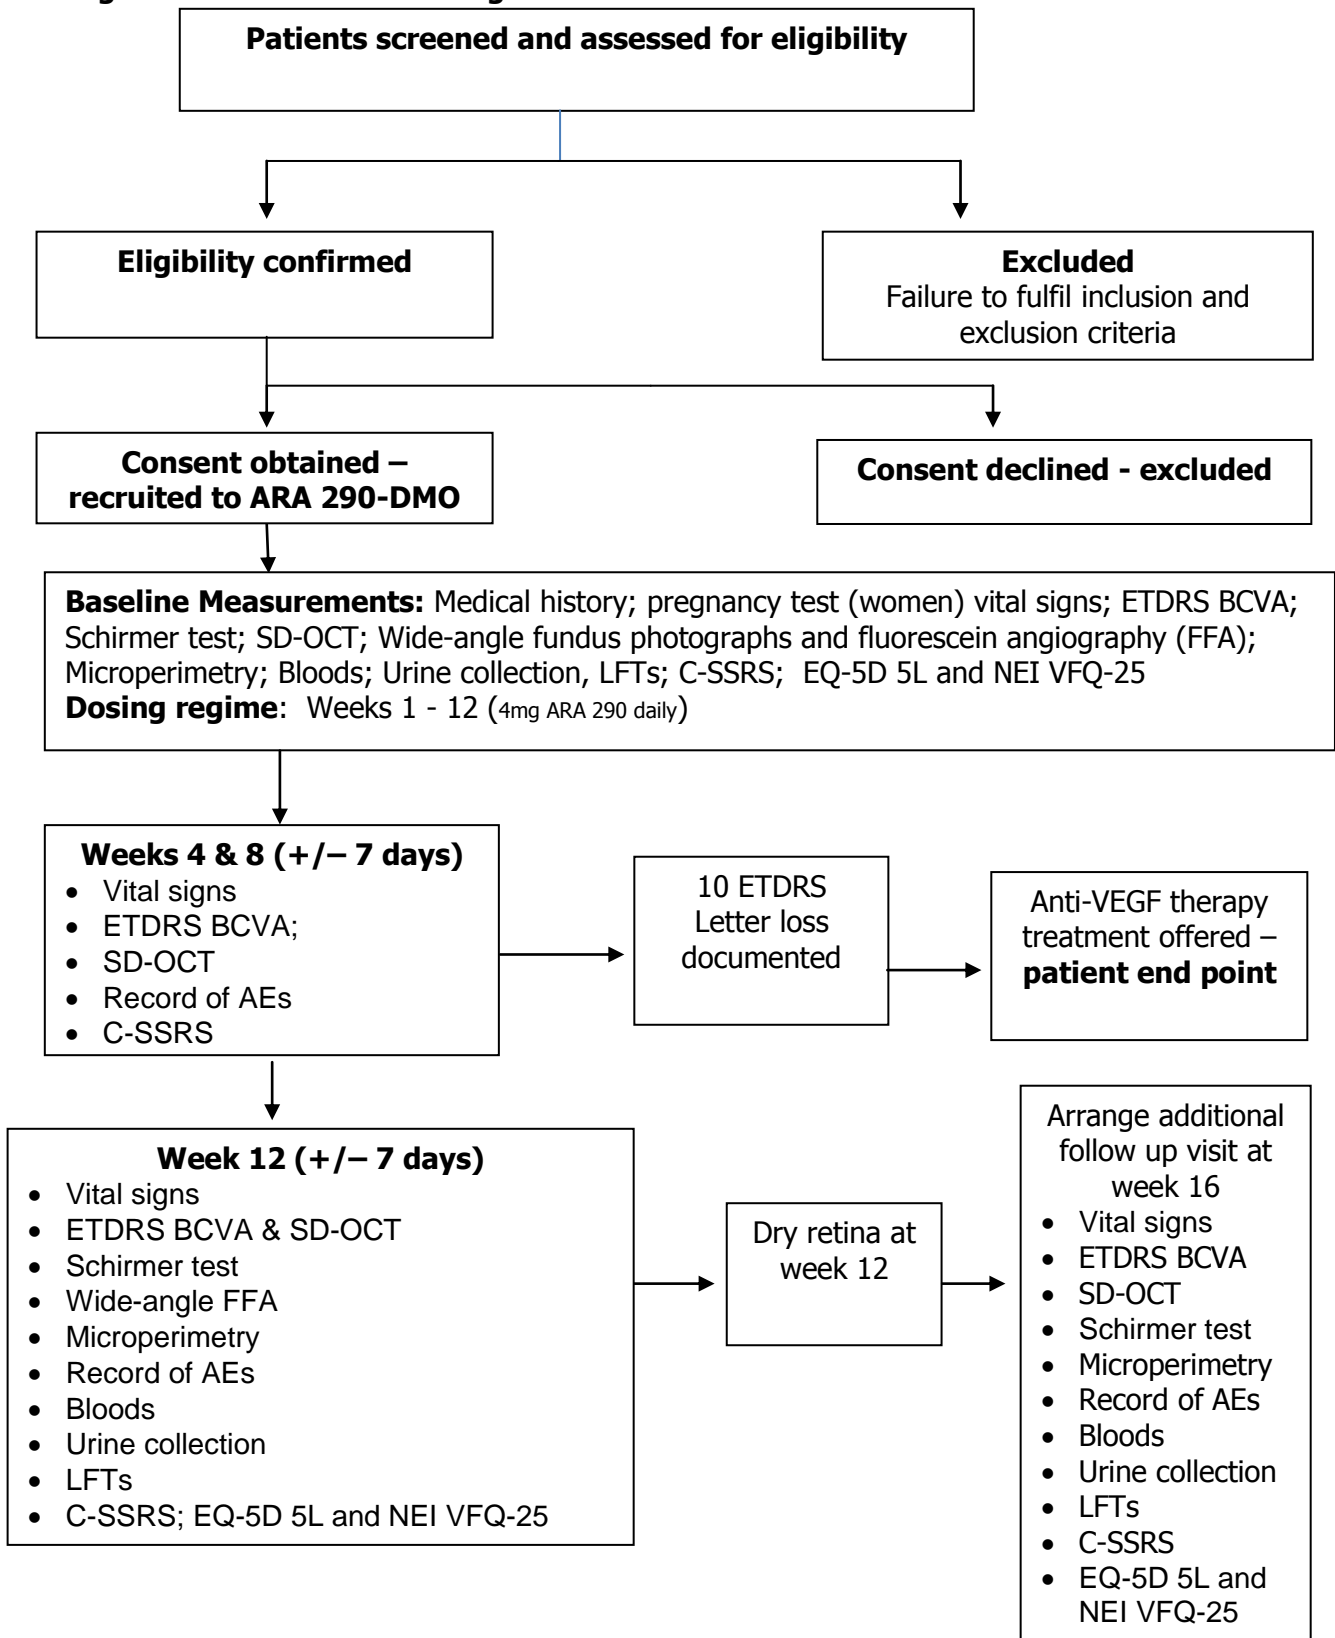 Patients screened and assessed for eligibility
Eligibility confirmed
Excluded
Failure to fulfil inclusion and
exclusion criteria
Consent obtained –
recruited to ARA 290-DMO
Consent declined - excluded
Baseline Measurements: Medical history; pregnancy test (women) vital signs; ETDRS BCVA;
Schirmer test; SD-OCT; Wide-angle fundus photographs and fluorescein angiography (FFA);
Microperimetry; Bloods; Urine collection, LFTs; C-SSRS; EQ-5D 5L and NEI VFQ-25
Dosing regime: Weeks 1 - 12 (4mg ARA 290 daily)
Weeks 4 & 8 (+/– 7 days)
• Vital signs
• ETDRS BCVA;
• SD-OCT
• Record of AEs
• C-SSRS
10 ETDRS
Letter loss
documented
Anti-VEGF therapy
treatment offered –
patient end point
Week 12 (+/– 7 days)
• Vital signs
• ETDRS BCVA & SD-OCT
• Schirmer test
• Wide-angle FFA
• Microperimetry
• Record of AEs
• Bloods
• Urine collection
• LFTs
• C-SSRS; EQ-5D 5L and NEI VFQ-25
Dry retina at
week 12
Arrange additional
follow up visit at
week 16
• Vital signs
• ETDRS BCVA
• SD-OCT
• Schirmer test
• Microperimetry
• Record of AEs
• Bloods
• Urine collection
• LFTs
• C-SSRS
• EQ-5D 5L and
NEI VFQ-25